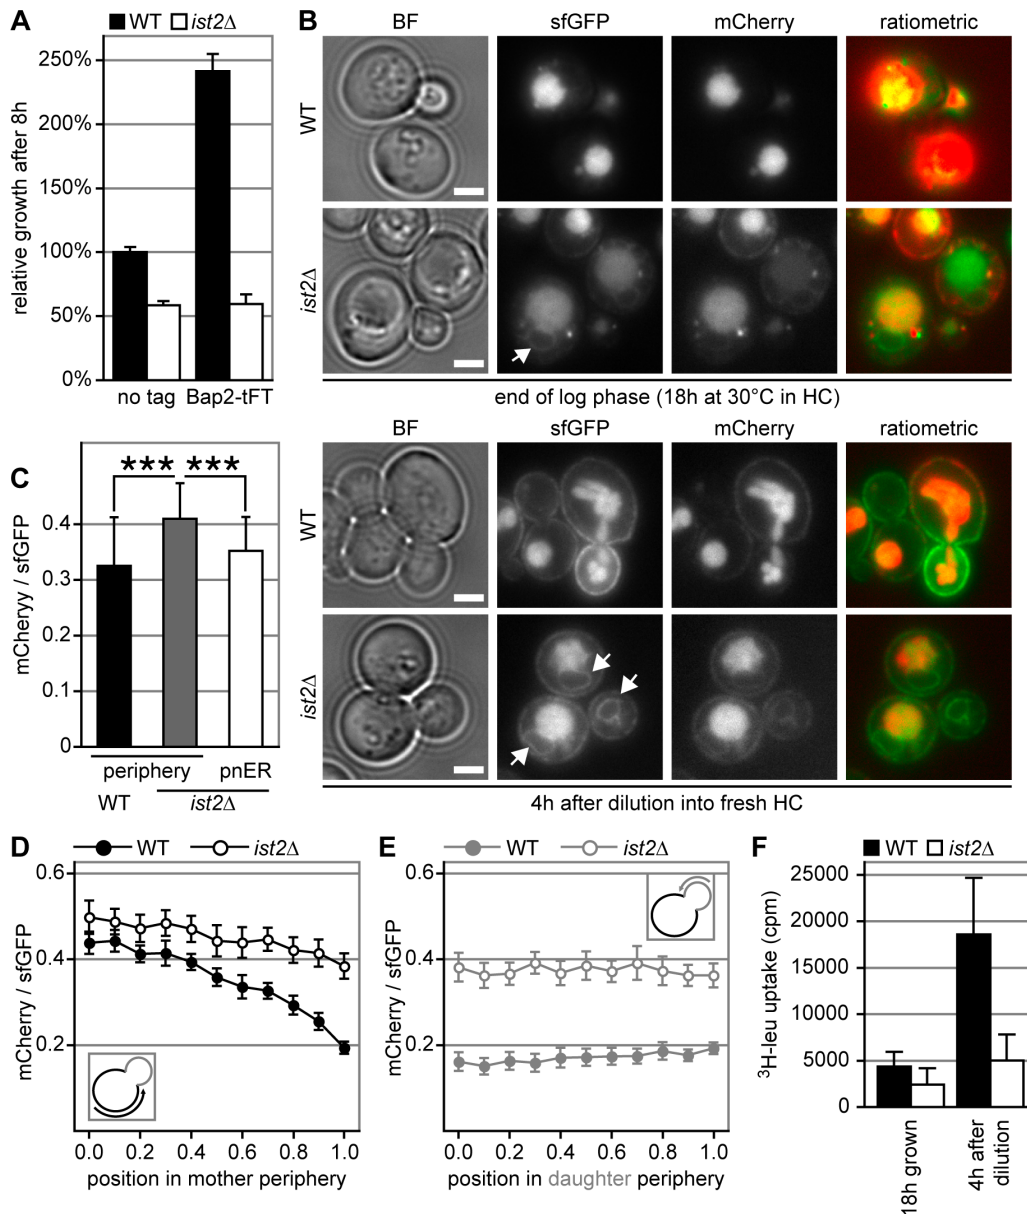 A
WT ist2Δ
relative growth after 8h
250%
200%
150%
100%
50%
0%
no tag Bap2-tFT
B
BF sfGFP mCherry ratiometric
WT
ist2Δ
end of log phase (18h at 30°C in HC)
BF sfGFP mCherry ratiometric
WT
ist2Δ
4h after dilution into fresh HC
C
*** ***
mCheryy / sfGFP
0.4
0.3
0.2
0.1
0
periphery pnER
WT ist2Δ
D
WT ist2Δ
mCherry / sfGFP
0.6
0.4
0.2
0.0 0.2 0.4 0.6 0.8 1.0
position in mother periphery
E
WT ist2Δ
mCherry / sfGFP
0.6
0.4
0.2
0.0 0.2 0.4 0.6 0.8 1.0
position in daughter periphery
F
WT ist2Δ
³H-leu uptake (cpm)
25000
20000
15000
10000
5000
0
18h grown
4h after
dilution